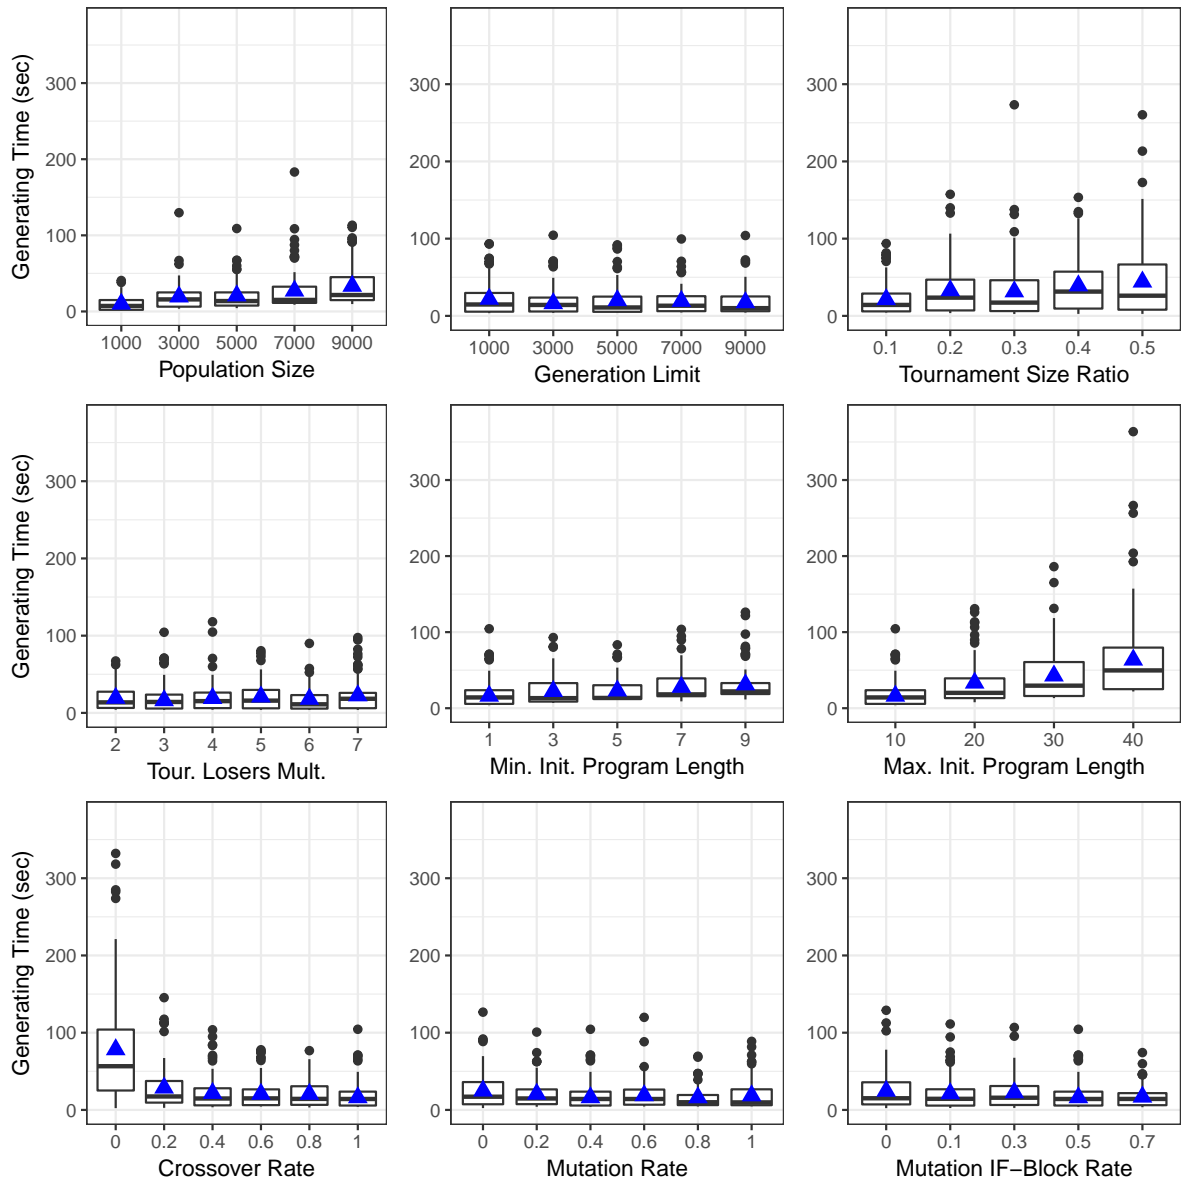 Generating Time (sec)
300
200
100
0
1000 3000 5000 7000 9000
Population Size
300
200
100
0
1000 3000 5000 7000 9000
Generation Limit
300
200
100
0
0.1 0.2 0.3 0.4 0.5
Tournament Size Ratio
Generating Time (sec)
300
200
100
0
2 3 4 5 6 7
Tour. Losers Mult.
300
200
100
0
1 3 5 7 9
Min. Init. Program Length
300
200
100
0
10 20 30 40
Max. Init. Program Length
Generating Time (sec)
300
200
100
0
0 0.2 0.4 0.6 0.8 1
Crossover Rate
300
200
100
0
0 0.2 0.4 0.6 0.8 1
Mutation Rate
300
200
100
0
0 0.1 0.3 0.5 0.7
Mutation IF−Block Rate